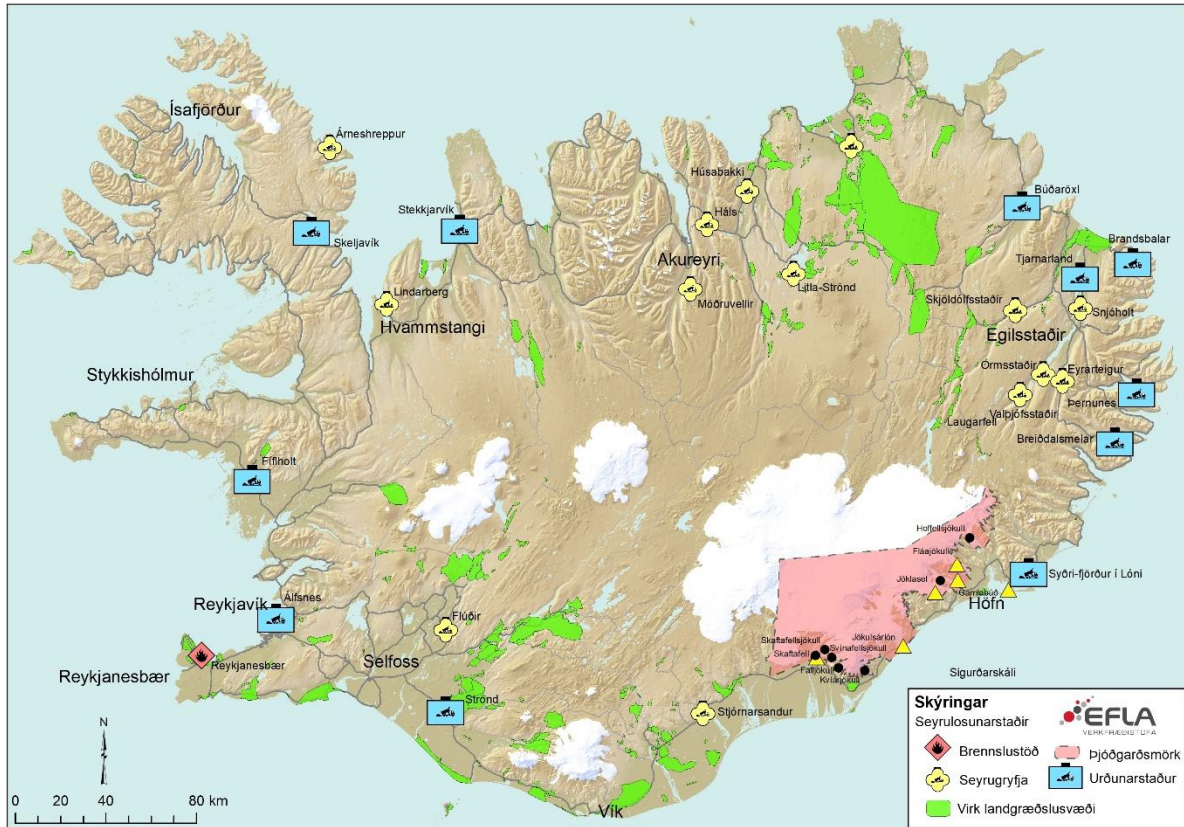 Ísafjörður
Árneshreppur
Skeljavík
Stekkjarvík
Húsabakki
Háls
Akureyri
Litla-Strönd
Möðruvellir
Lindarberg
Hvammstangi
Búðaröxl
Brandsbalar
Tjarnarland
Skjöldólfsstaðir
Snjóholt
Egilsstaðir
Ormsstaðir
Eyrarteigur
Valþjófsstaðir
Þernunes
Laugarfell
Breiðdalsmelar
Stykkishólmur
Fíflholt
Hoffellsjökull
Fláajökull
Jöklasel
Syðri-fjörður í Lóni
Höfn
Reykjavík
Álfsnes
Flúðir
Skaftafellsjökull
Jökulsárlón
Skaftafell
Svínafellsjökull
Falljökull
Kvíárjökull
Reykjanesbær
Reykjanesbær
Selfoss
Sigurðarskáli
Strönd
Stjórnarsandur
Vík
N
0 20 40 80 km
Skýringar
Seyrulosunarstaðir
EFLA
VERKFRÆÐISTOFA
Brennslustöð
Þjóðgarðsmörk
Seyrugryfja
Urðunarstaður
Virk landgræðslusvæði